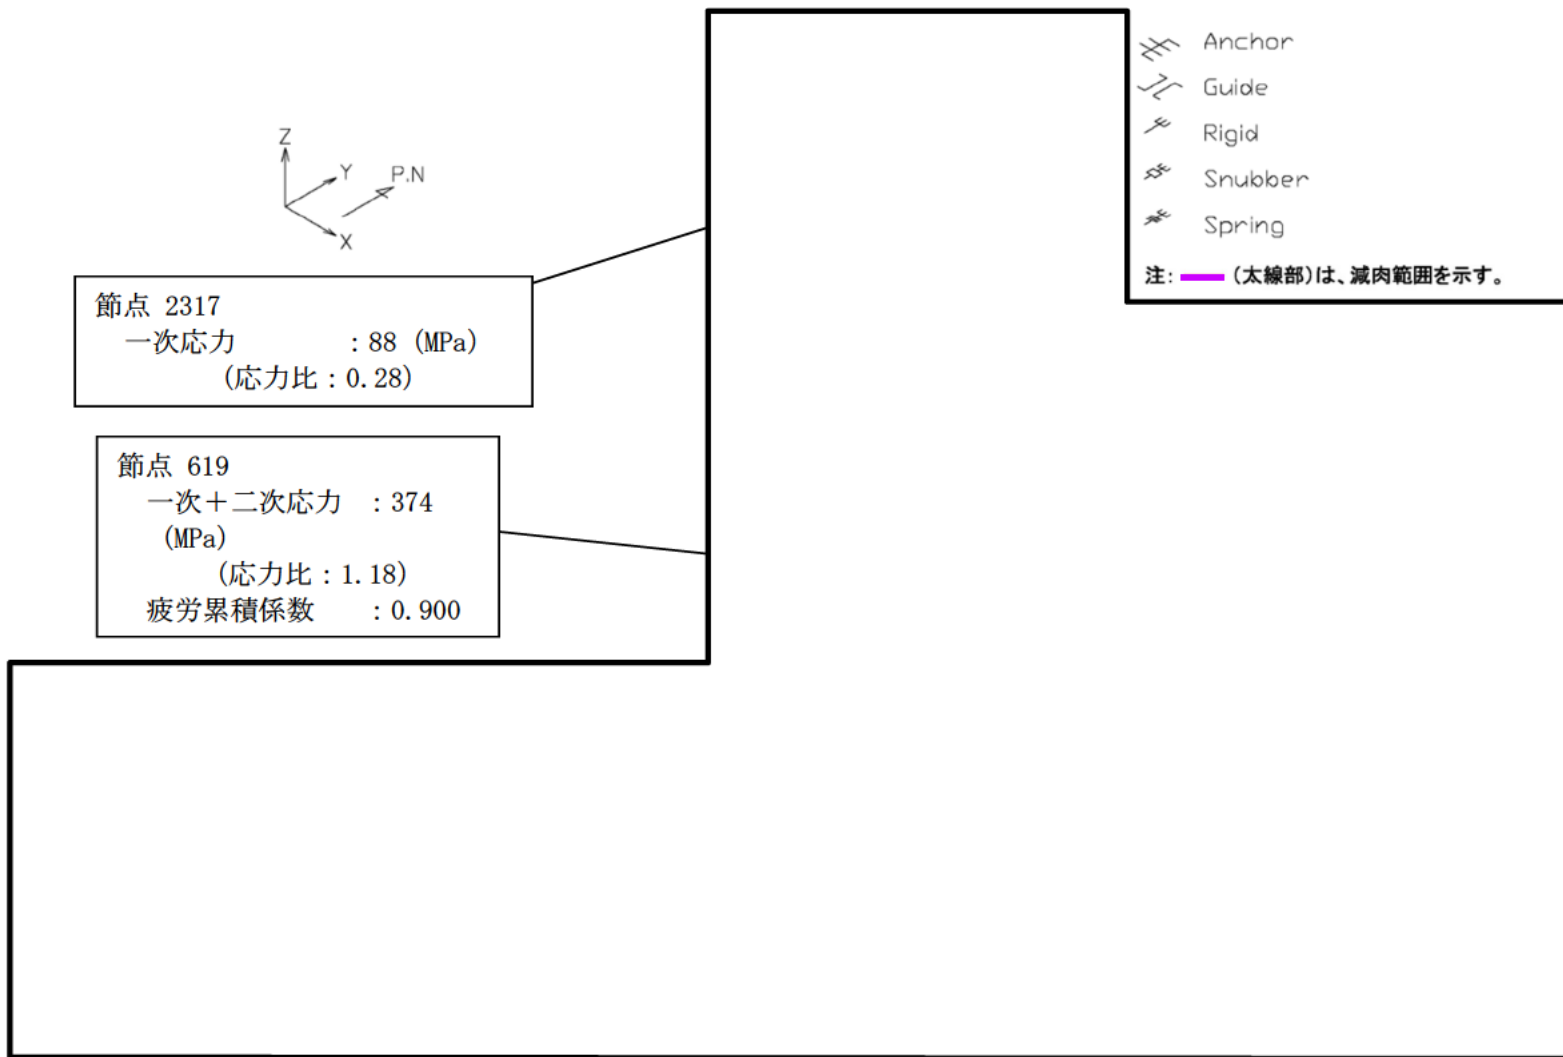 Z
Y
P.N
X
Anchor
Guide
Rigid
Snubber
Spring
注: (太線部)は、減肉範囲を示す。
節点 2317
一次応力 : 88 (MPa)
(応力比：0.28)
節点 619
一次＋二次応力 : 374
(MPa)
(応力比：1.18)
疲労累積係数 : 0.900